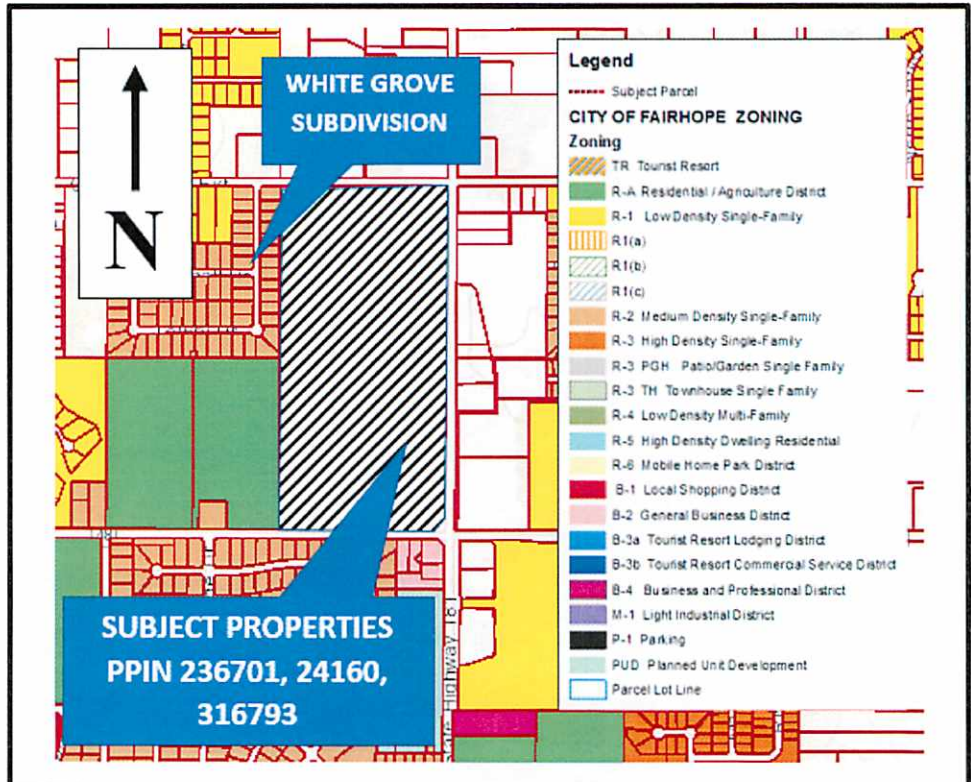 N
WHITE GROVE
SUBDIVISION
Legend
Subject Parcel
CITY OF FAIRHOPE ZONING
Zoning
TR Tourist Resort
R-A Residential / Agriculture District
R-1 Low Density Single-Family
R1(a)
R1(b)
R1(c)
R-2 Medium Density Single-Family
R-3 High Density Single-Family
R-3 PGH Patio/Garden Single Family
R-3 TH Townhouse Single Family
R-4 Low Density Multi-Family
R-5 High Density Dwelling Residential
R-6 Mobile Home Park District
B-1 Local Shopping District
B-2 General Business District
B-3a Tourist Resort Lodging District
B-3b Tourist Resort Commercial Service District
B-4 Business and Professional District
M-1 Light Industrial District
P-1 Parking
PUD Planned Unit Development
Parcel Lot Line
SUBJECT PROPERTIES
PPIN 236701, 24160,
316793
Highway 181